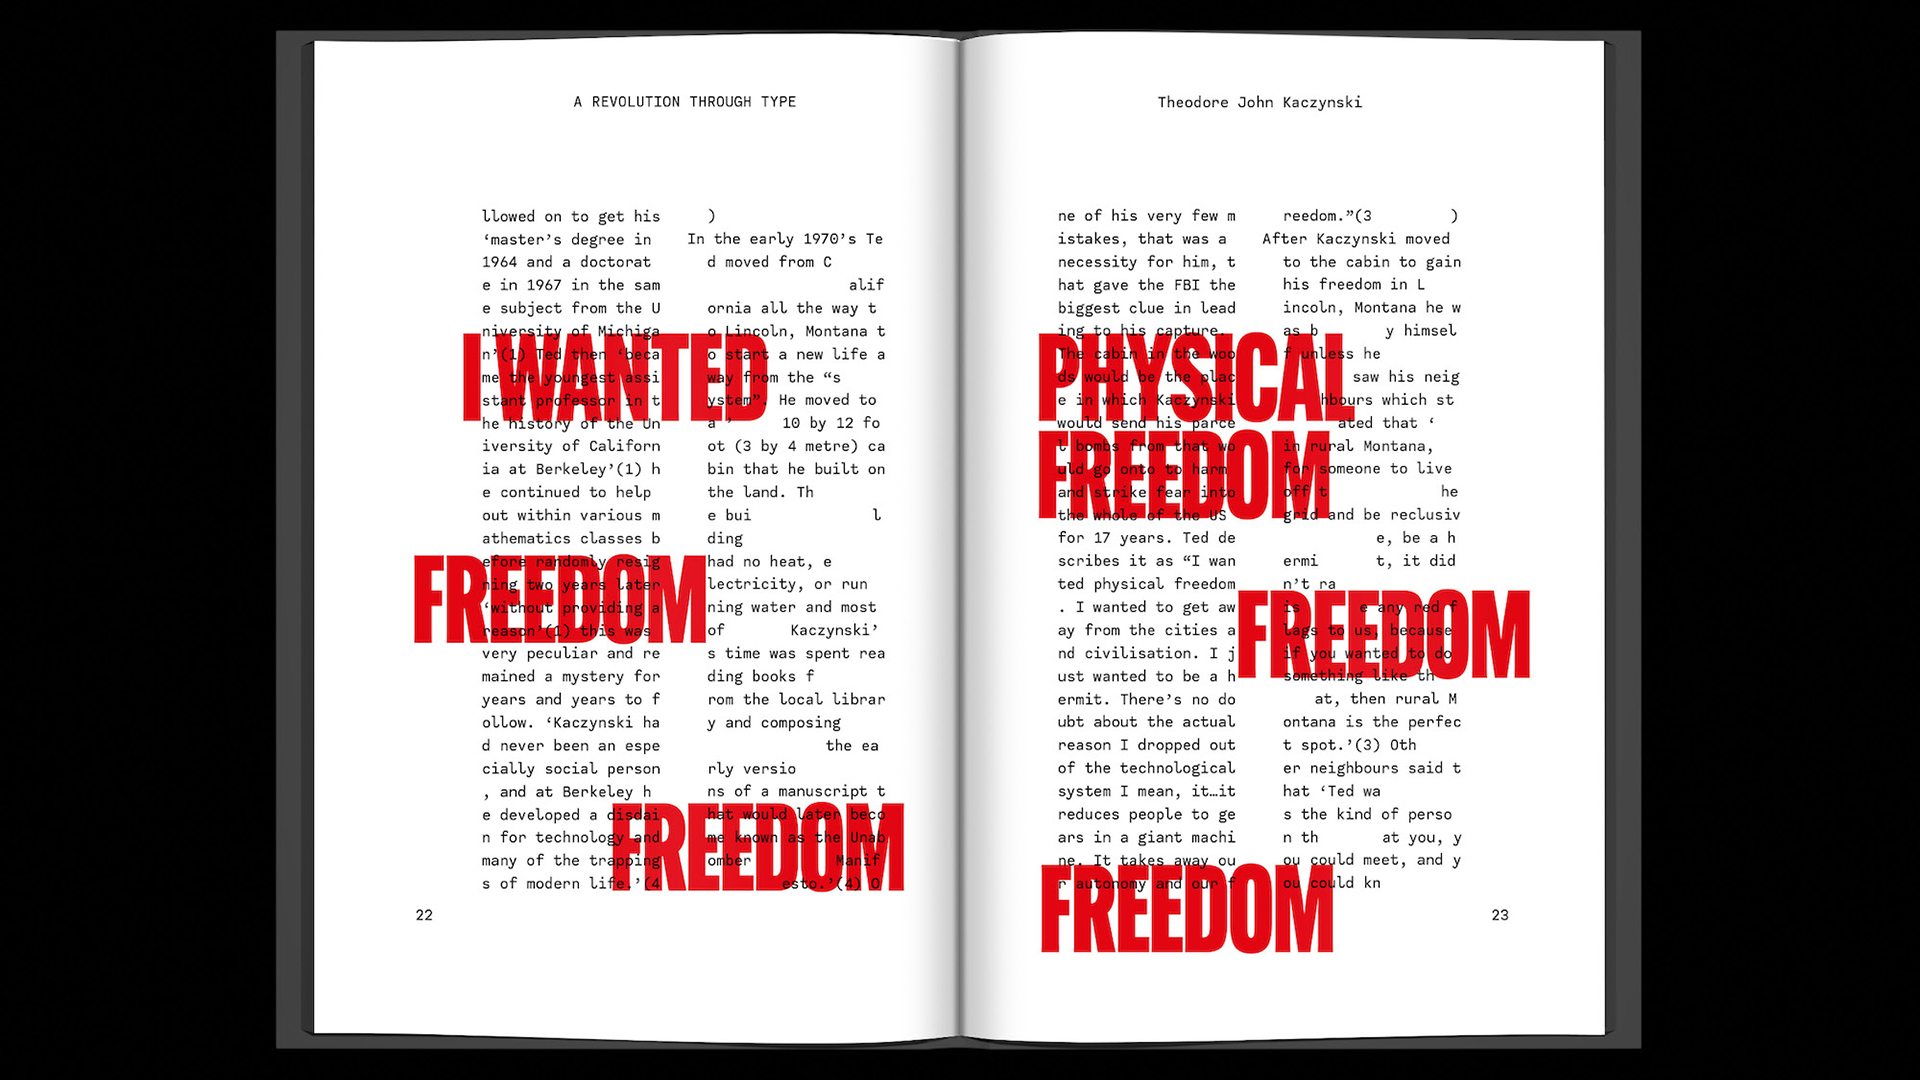 A REVOLUTION THROUGH TYPE
llowed on to get his
‘master’s degree in
1964 and a doctorat
e in 1967 in the sam
e subject from the U
niversity of Michiga
n’(1) Ted then ‘beca
me the youngest assi
stant professor in t
he history of the Un
iversity of Californ
ia at Berkeley’(1) h
e continued to help
out within various m
athematics classes b
efore randomly resig
ning two years later
‘without providing a
reason’(1) this was
very peculiar and re
mained a mystery for
years and years to f
ollow. ‘Kaczynski ha
d never been an espe
cially social person
, and at Berkeley h
e developed a disdai
n for technology and
many of the trapping
s of modern life.’(4
)
In the early 1970’s Te
d moved from C
alif
ornia all the way t
o Lincoln, Montana t
o start a new life a
way from the “s
ystem”. He moved to
a ’ 10 by 12 fo
ot (3 by 4 metre) ca
bin that he built on
the land. Th
e bui l
ding
had no heat, e
lectricity, or run
ning water and most
of Kaczynski’
s time was spent rea
ding books f
rom the local librar
y and composing
the ea
rly versio
ns of a manuscript t
hat would later beco
me known as the Unab
omber Manif
esto.’(4) O
I WANTED
FREEDOM
FREEDOM
22
Theodore John Kaczynski
ne of his very few m
istakes, that was a
necessity for him, t
hat gave the FBI the
biggest clue in lead
ing to his capture.
The cabin in the woo
ds would be the plac
e in which Kaczynski
would send his parce
l bombs from that wo
uld go onto to harm
and strike fear into
the whole of the US
for 17 years. Ted de
scribes it as “I wan
ted physical freedom
. I wanted to get aw
ay from the cities a
nd civilisation. I j
ust wanted to be a h
ermit. There’s no do
ubt about the actual
reason I dropped out
of the technological
system I mean, it…it
reduces people to ge
ars in a giant machi
ne. It takes away ou
r autonomy and our f
reedom.”(3 )
After Kaczynski moved
to the cabin to gain
his freedom in L
incoln, Montana he w
as b y himsel
f unless he
saw his neig
hbours which st
ated that ‘
in rural Montana,
for someone to live
off t he
grid and be reclusiv
e, be a h
ermi t, it did
n’t ra
is e any red f
lags to us, because
if you wanted to do
something like th
at, then rural M
ontana is the perfec
t spot.’(3) Oth
er neighbours said t
hat ‘Ted wa
s the kind of perso
n th at you, y
ou could meet, and y
ou could kn
PHYSICAL
FREEDOM
FREEDOM
FREEDOM
23